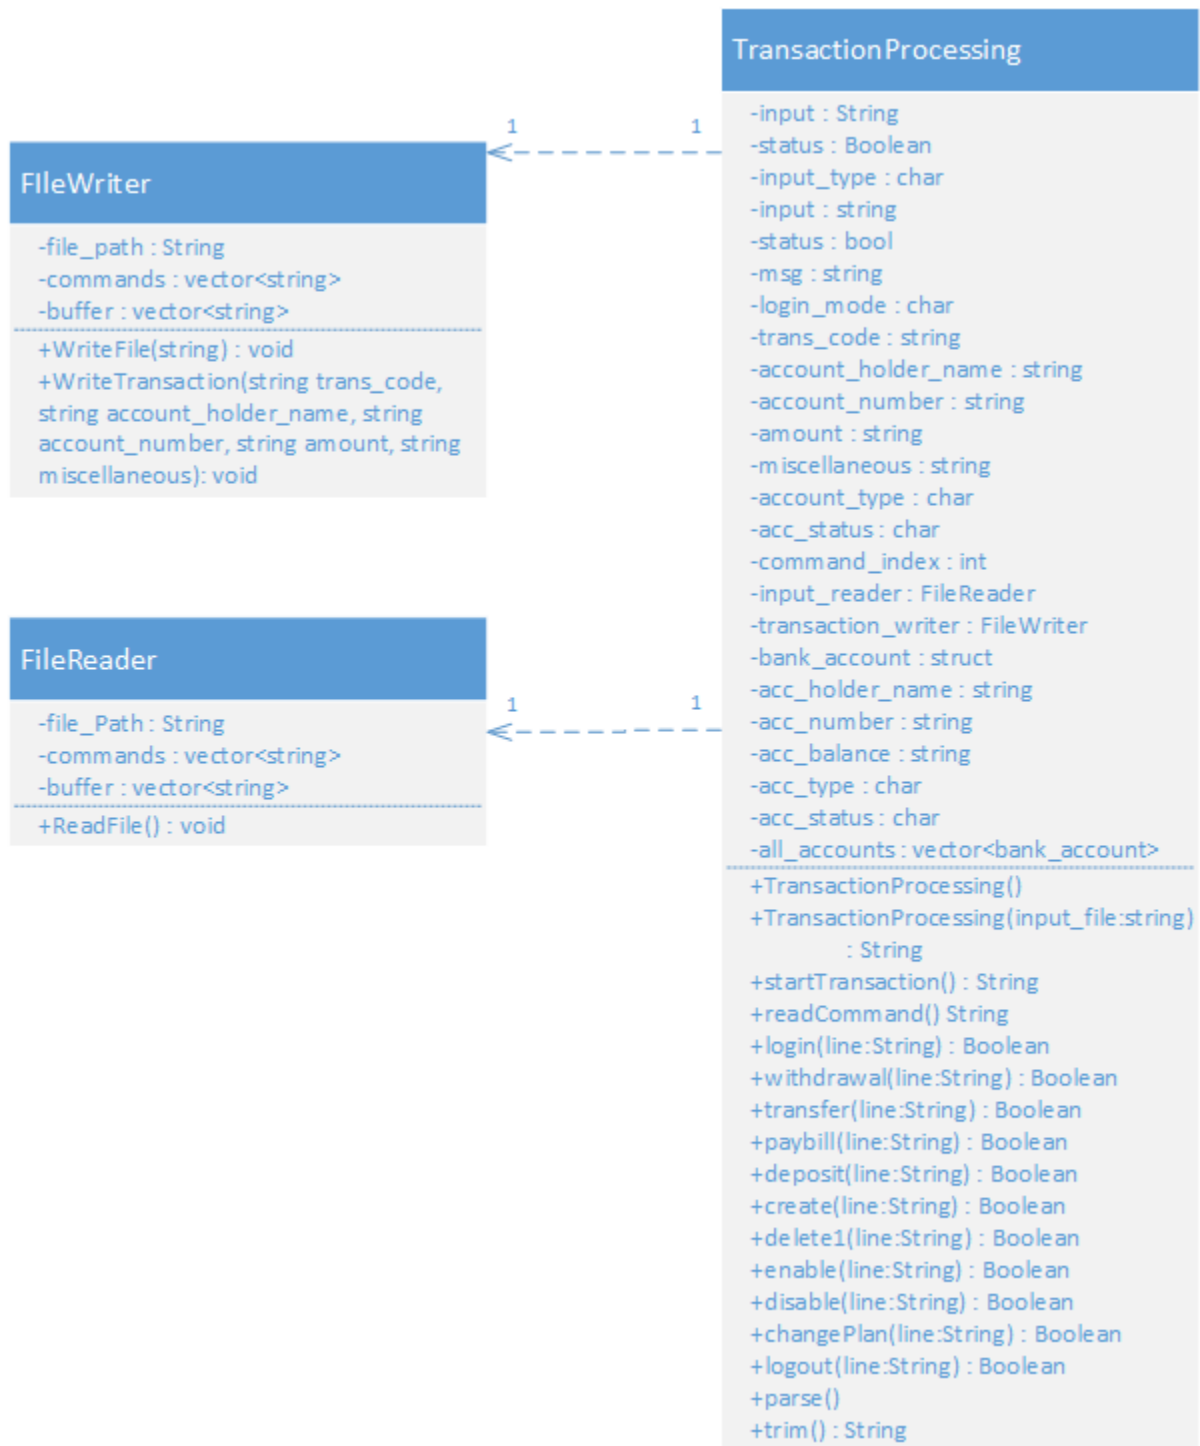 FIleWriter
-file_path : String
-commands : vector<string>
-buffer : vector<string>
+WriteFile(string) : void
+WriteTransaction(string trans_code,
string account_holder_name, string
account_number, string amount, string
miscellaneous): void
1
1
FileReader
-file_Path : String
-commands : vector<string>
-buffer : vector<string>
+ReadFile() : void
1
1
TransactionProcessing
-input : String
-status : Boolean
-input_type : char
-input : string
-status : bool
-msg : string
-login_mode : char
-trans_code : string
-account_holder_name : string
-account_number : string
-amount : string
-miscellaneous : string
-account_type : char
-acc_status : char
-command_index : int
-input_reader : FileReader
-transaction_writer : FileWriter
-bank_account : struct
-acc_holder_name : string
-acc_number : string
-acc_balance : string
-acc_type : char
-acc_status : char
-all_accounts : vector<bank_account>
+TransactionProcessing()
+TransactionProcessing(input_file:string)
: String
+startTransaction() : String
+readCommand() String
+login(line:String) : Boolean
+withdrawal(line:String) : Boolean
+transfer(line:String) : Boolean
+paybill(line:String) : Boolean
+deposit(line:String) : Boolean
+create(line:String) : Boolean
+delete1(line:String) : Boolean
+enable(line:String) : Boolean
+disable(line:String) : Boolean
+changePlan(line:String) : Boolean
+logout(line:String) : Boolean
+parse()
+trim() : String